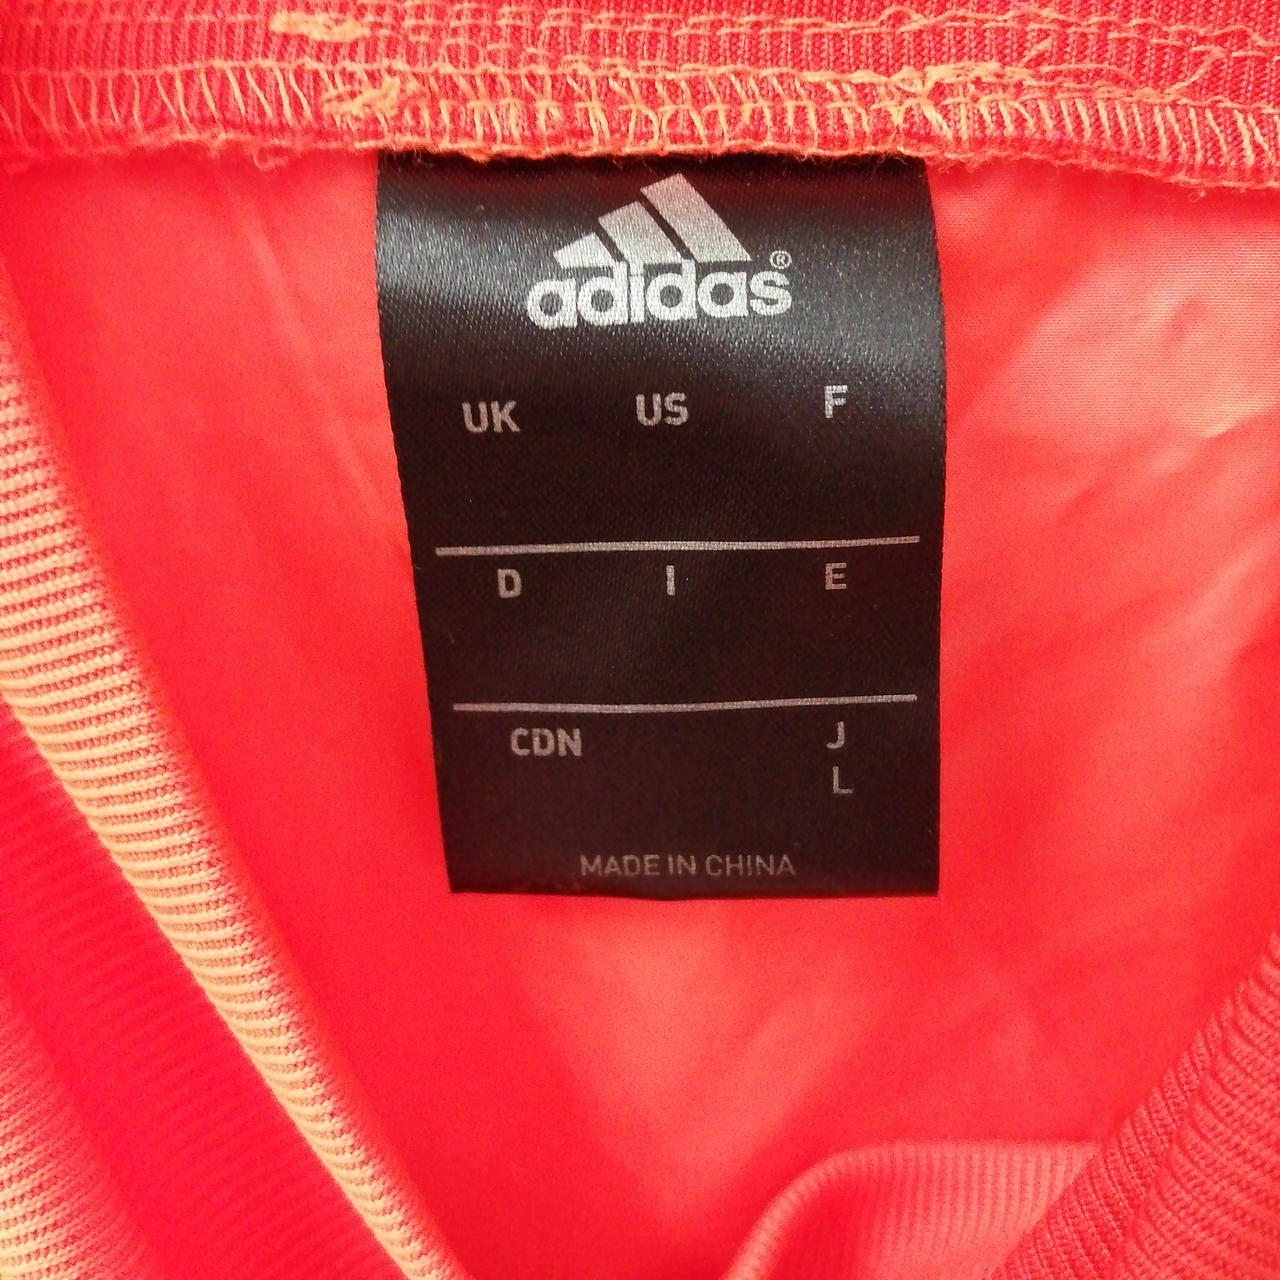 adidas®
UK US F
D I E
CDN J
L
MADE IN CHINA